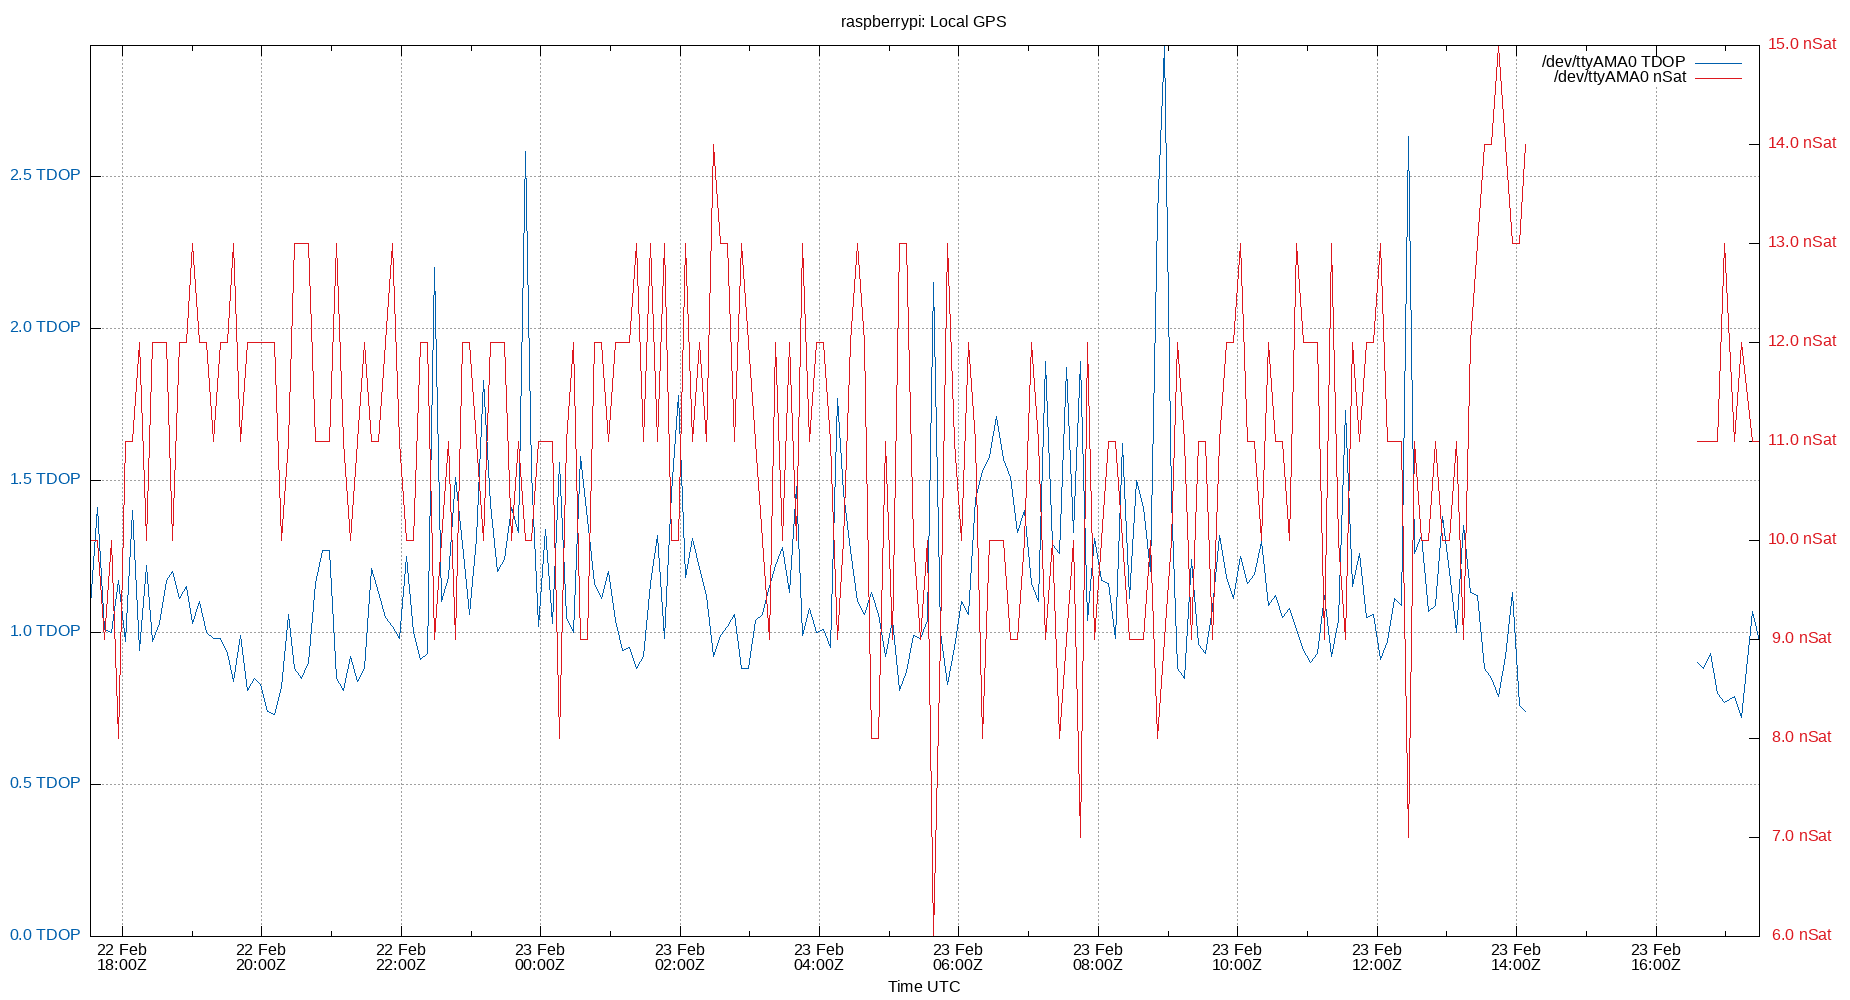 raspberrypi: Local GPS
/dev/ttyAMA0 TDOP
/dev/ttyAMA0 nSat
2.5 TDOP
2.0 TDOP
1.5 TDOP
1.0 TDOP
0.5 TDOP
0.0 TDOP
15.0 nSat
14.0 nSat
13.0 nSat
12.0 nSat
11.0 nSat
10.0 nSat
9.0 nSat
8.0 nSat
7.0 nSat
6.0 nSat
22 Feb 22 Feb 22 Feb 23 Feb 23 Feb 23 Feb 23 Feb 23 Feb 23 Feb 23 Feb 23 Feb 23 Feb
18:00Z 20:00Z 22:00Z 00:00Z 02:00Z 04:00Z 06:00Z 08:00Z 10:00Z 12:00Z 14:00Z 16:00Z
Time UTC